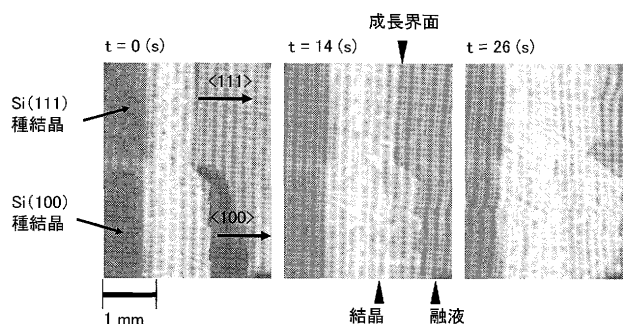 成長界面
t = 0 (s)
t = 14 (s)
t = 26 (s)
<111>
Si(111)
種結晶
Si(100)
種結晶
<100>
結晶
融液
1 mm